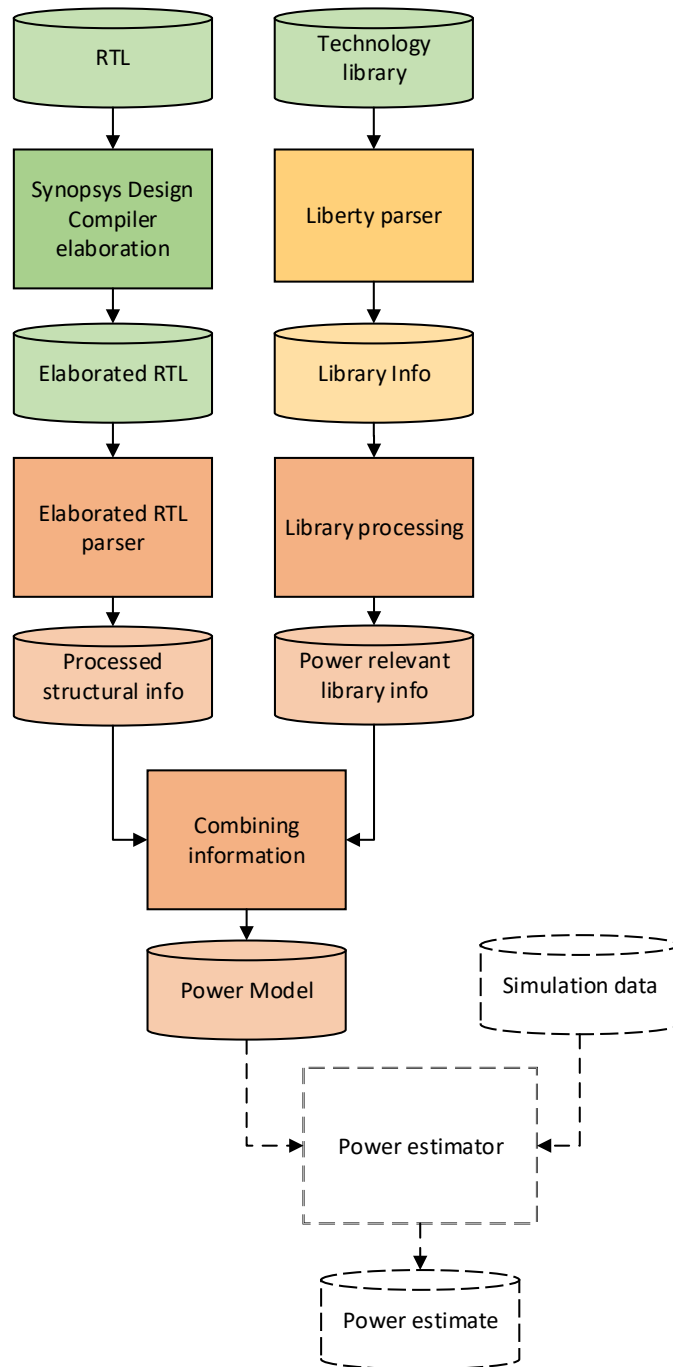 RTL
Technology
library
Synopsys Design
Compiler
elaboration
Liberty parser
Elaborated RTL
Library Info
Elaborated RTL
parser
Library processing
Processed
structural info
Power relevant
library info
Combining
information
Power Model
Simulation data
Power estimator
Power estimate